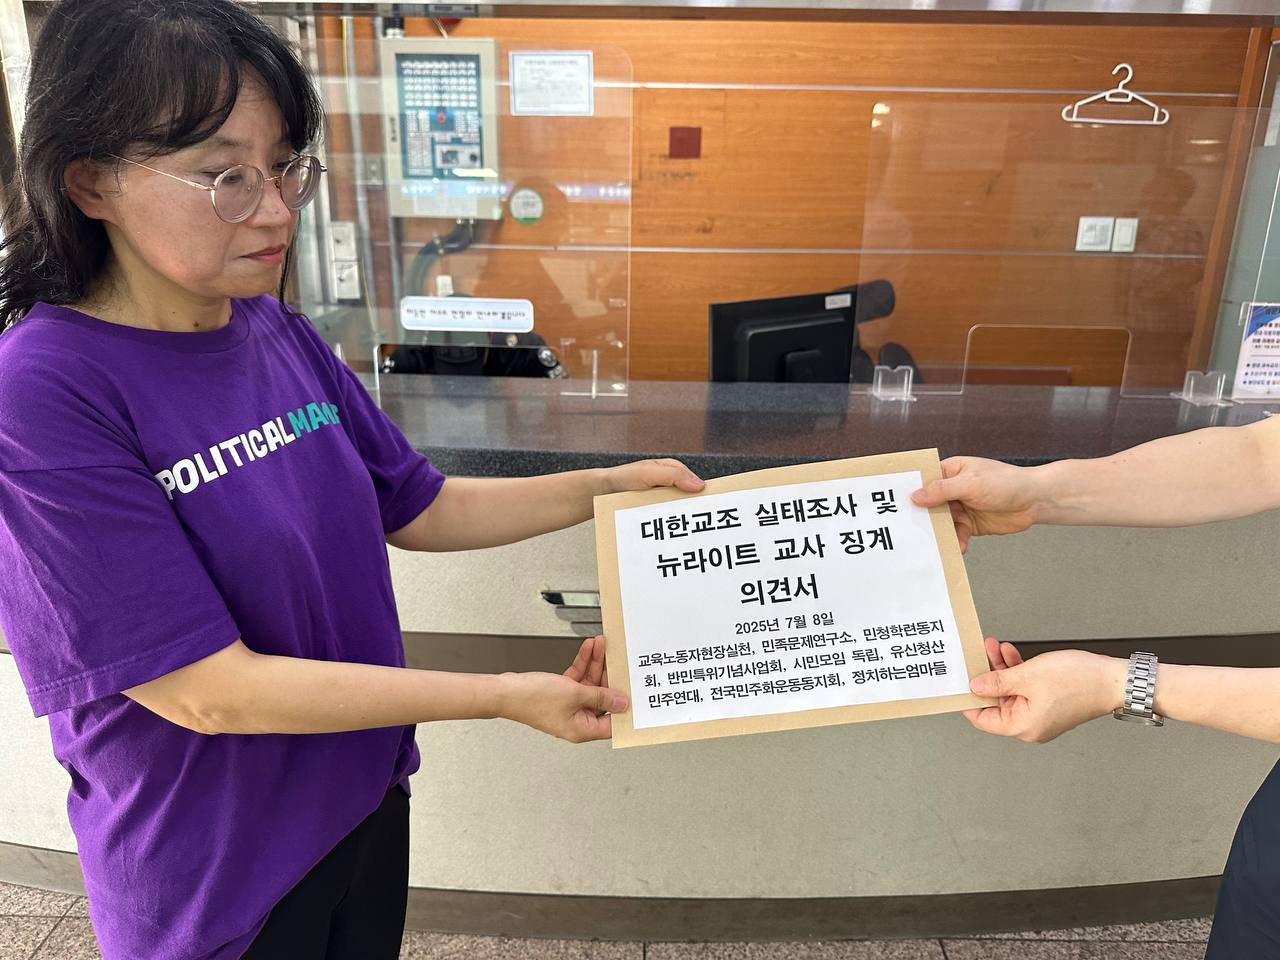 POLITICALMAMA
대한교조 실태조사 및
뉴라이트 교사 징계
의견서
2025년 7월 8일
교육노동자현장실천, 민족문제연구소, 민청학련동지
회, 반민특위기념사업회, 시민모임 독립, 유신청산
민주연대, 전국민주화운동동지회, 정치하는엄마들